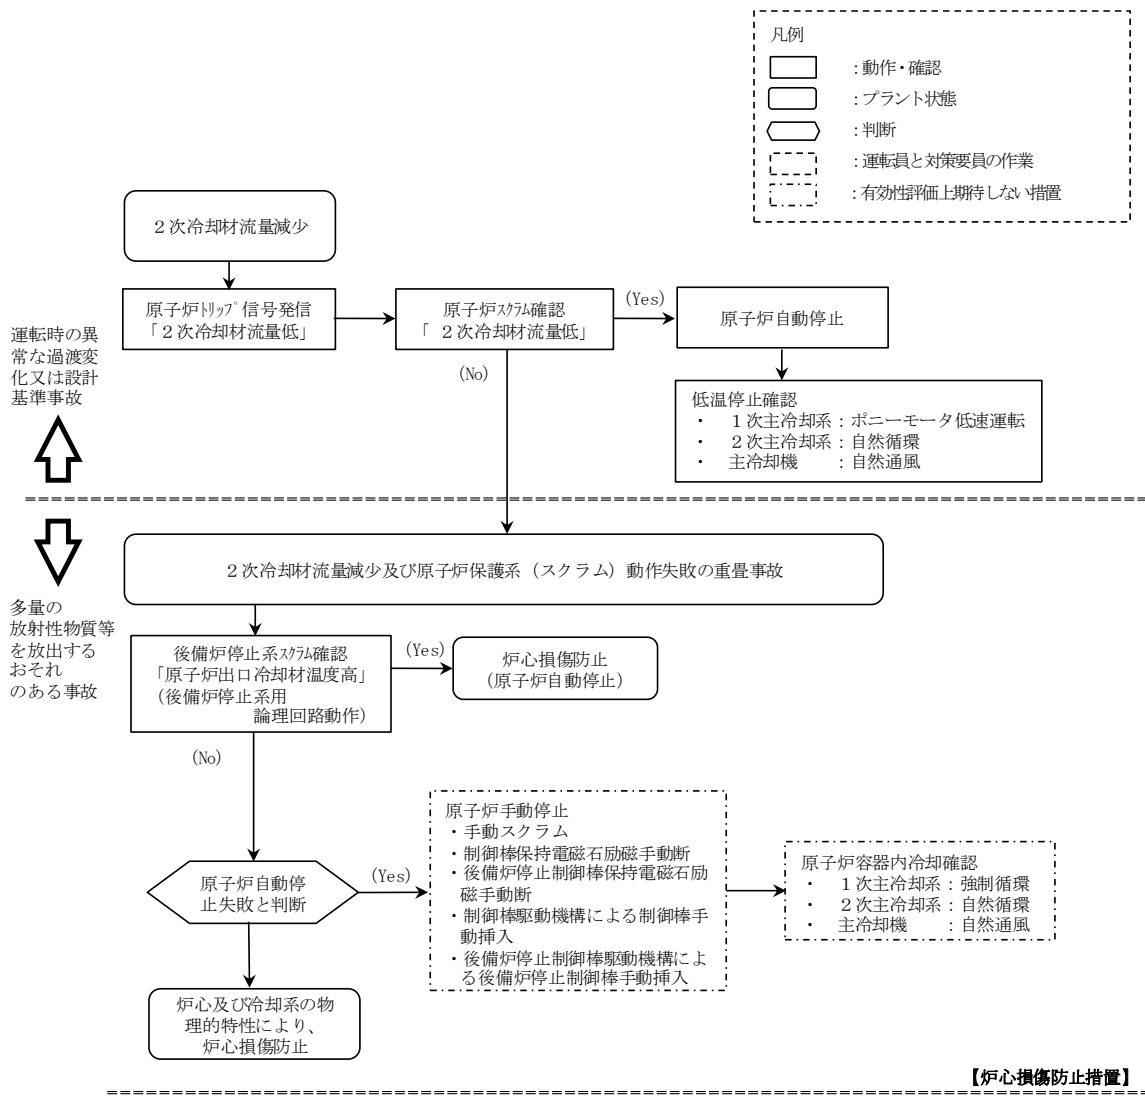 凡例
：動作・確認
：プラント状態
：判断
：運転員と対策要員の作業
：有効性評価上期待しない措置
２次冷却材流量減少
原子炉ﾄﾘｯﾌﾟ信号発信
「２次冷却材流量低」
原子炉ｽｸﾗﾑ確認
「 ２次冷却材流量低」
(Yes)
原子炉自動停止
(No)
運転時の異
常な過渡変
化又は設計
基準事故
低温停止確認
・ １次主冷却系：ポニーモータ低速運転
・ ２次主冷却系：自然循環
・ 主冷却機 ：自然通風
２次冷却材流量減少及び原子炉保護系（スクラム）動作失敗の重畳事故
多量の
放射性物質等
を放出する
おそれ
のある事故
後備炉停止系ｽｸﾗﾑ確認
「原子炉出口冷却材温度高」
（後備炉停止系用
論理回路動作）
(Yes)
炉心損傷防止
（原子炉自動停止）
(No)
原子炉自動停
止失敗と判断
(Yes)
原子炉手動停止
・手動スクラム
・制御棒保持電磁石励磁手動断
・後備炉停止制御棒保持電磁石励
磁手動断
・制御棒駆動機構による制御棒手
動挿入
・後備炉停止制御棒駆動機構によ
る後備炉停止制御棒手動挿入
原子炉容器内冷却確認
・ １次主冷却系：強制循環
・ ２次主冷却系：自然循環
・ 主冷却機 ：自然通風
炉心及び冷却系の物
理的特性により、
炉心損傷防止
【炉心損傷防止措置】